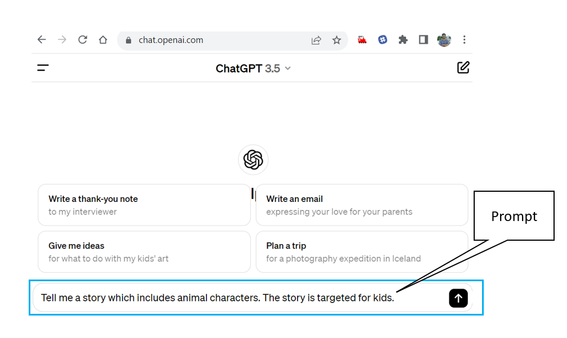 chat.openai.com
ChatGPT 3.5
Write a thank-you note
to my interviewer
Write an email
expressing your love for your parents
Give me ideas
for what to do with my kids' art
Plan a trip
for a photography expedition in Iceland
Prompt
Tell me a story which includes animal characters. The story is targeted for kids.